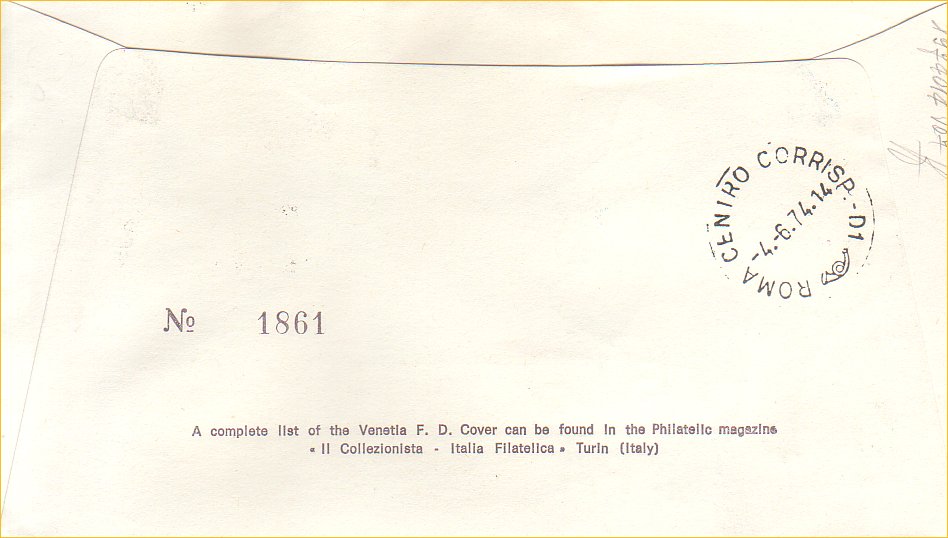 ROMA CENTRO CORRISP. - D1
-4.-6.74.14
№ 1861
A complete list of the Venetia F. D. Cover can be found in the Philatelic magazine
« Il Collezionista - Italia Filatelica » Turin (Italy)